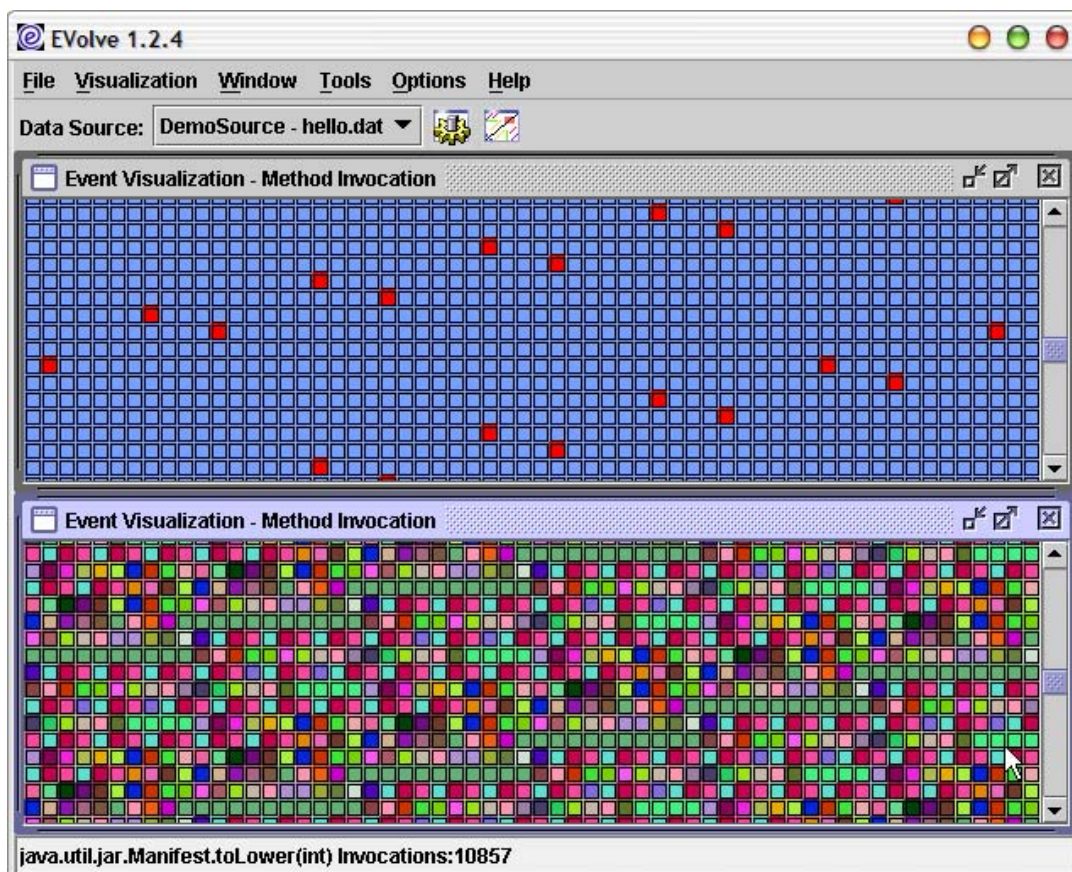 EVolve 1.2.4
File Visualization Window Tools Options Help
Data Source: DemoSource - hello.dat
Event Visualization - Method Invocation
Event Visualization - Method Invocation
java.util.jar.Manifest.toLower(int) Invocations:10857